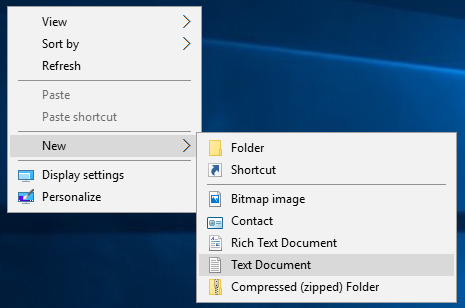 View
Sort by
Refresh
Paste
Paste shortcut
New
Display settings
Personalize
Folder
Shortcut
Bitmap image
Contact
Rich Text Document
Text Document
Compressed (zipped) Folder